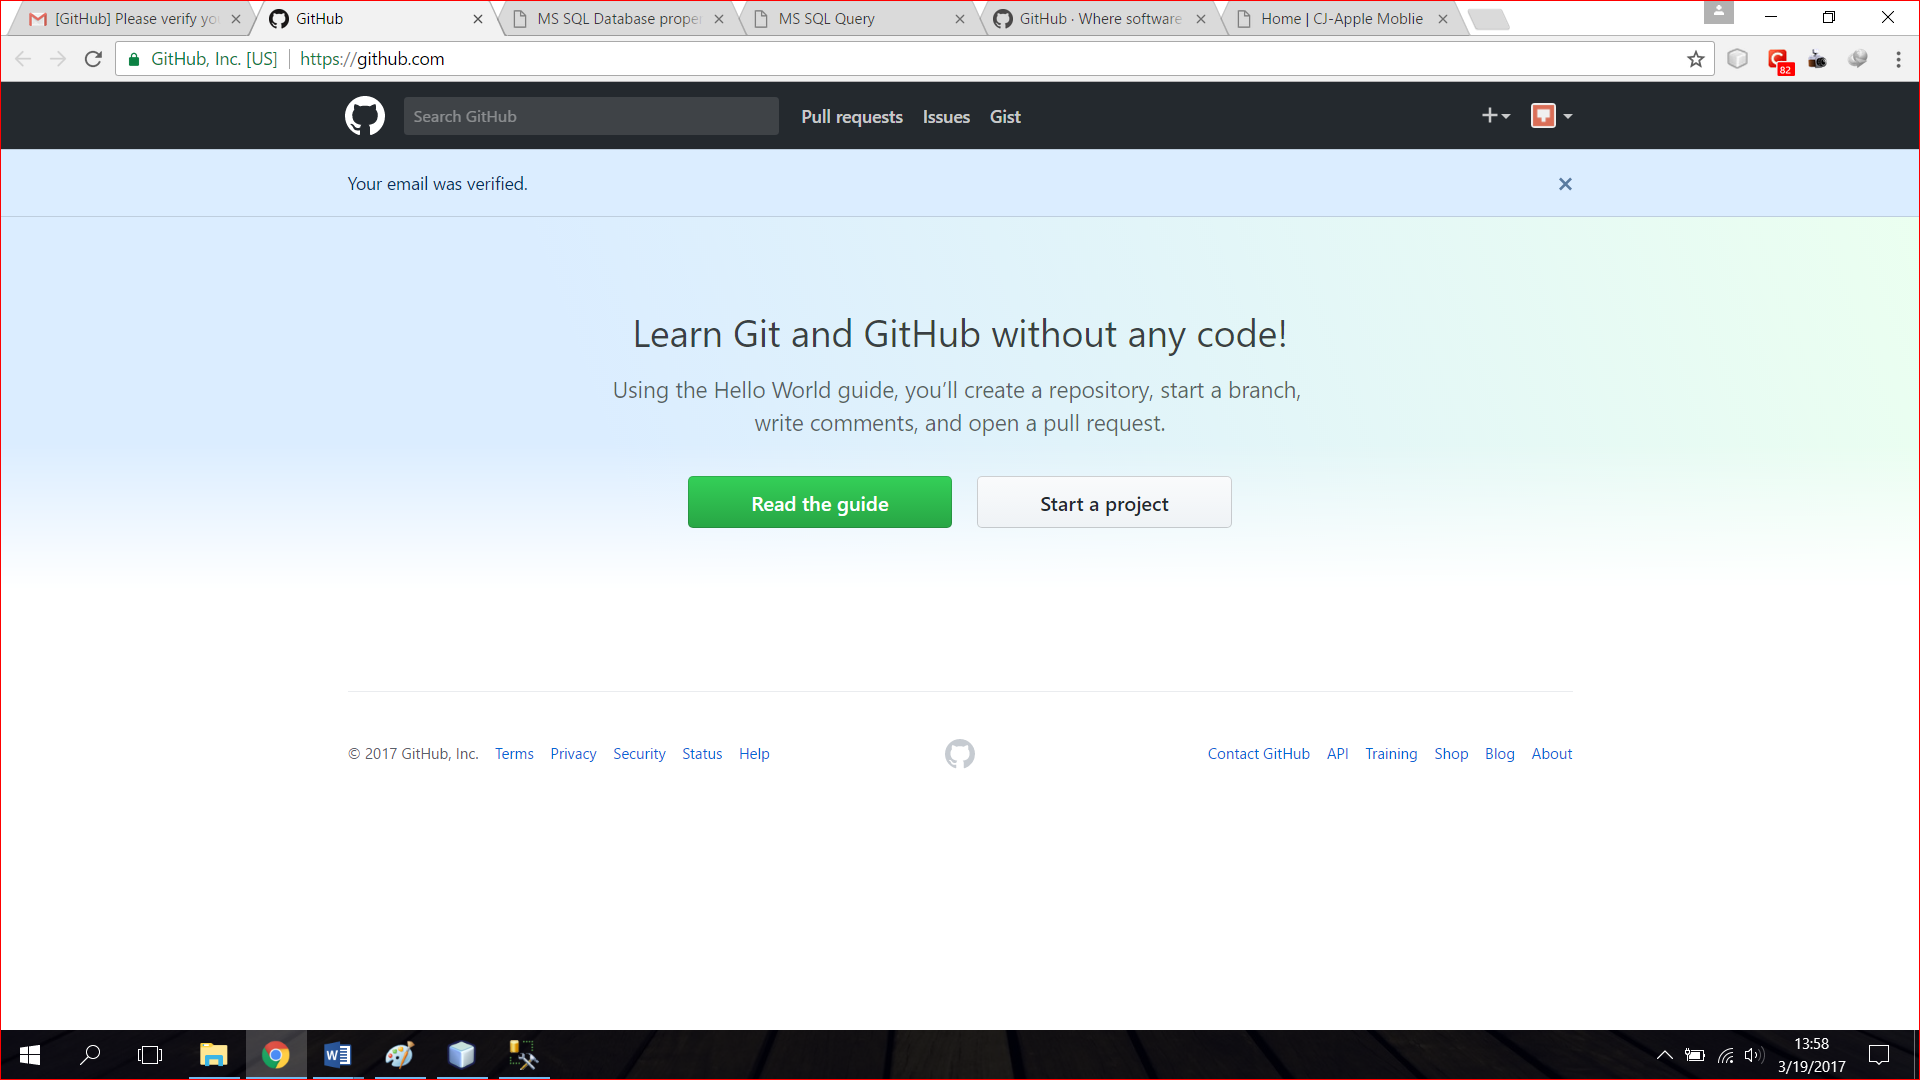 [GitHub] Please verify yo
GitHub
MS SQL Database prope
MS SQL Query
GitHub · Where software
Home | CJ-Apple Moblie
GitHub, Inc. [US]
https://github.com
82
Search GitHub
Pull requests
Issues
Gist
Your email was verified.
Learn Git and GitHub without any code!
Using the Hello World guide, you’ll create a repository, start a branch,
write comments, and open a pull request.
Read the guide
Start a project
© 2017 GitHub, Inc.
Terms
Privacy
Security
Status
Help
Contact GitHub
API
Training
Shop
Blog
About
13:58
3/19/2017